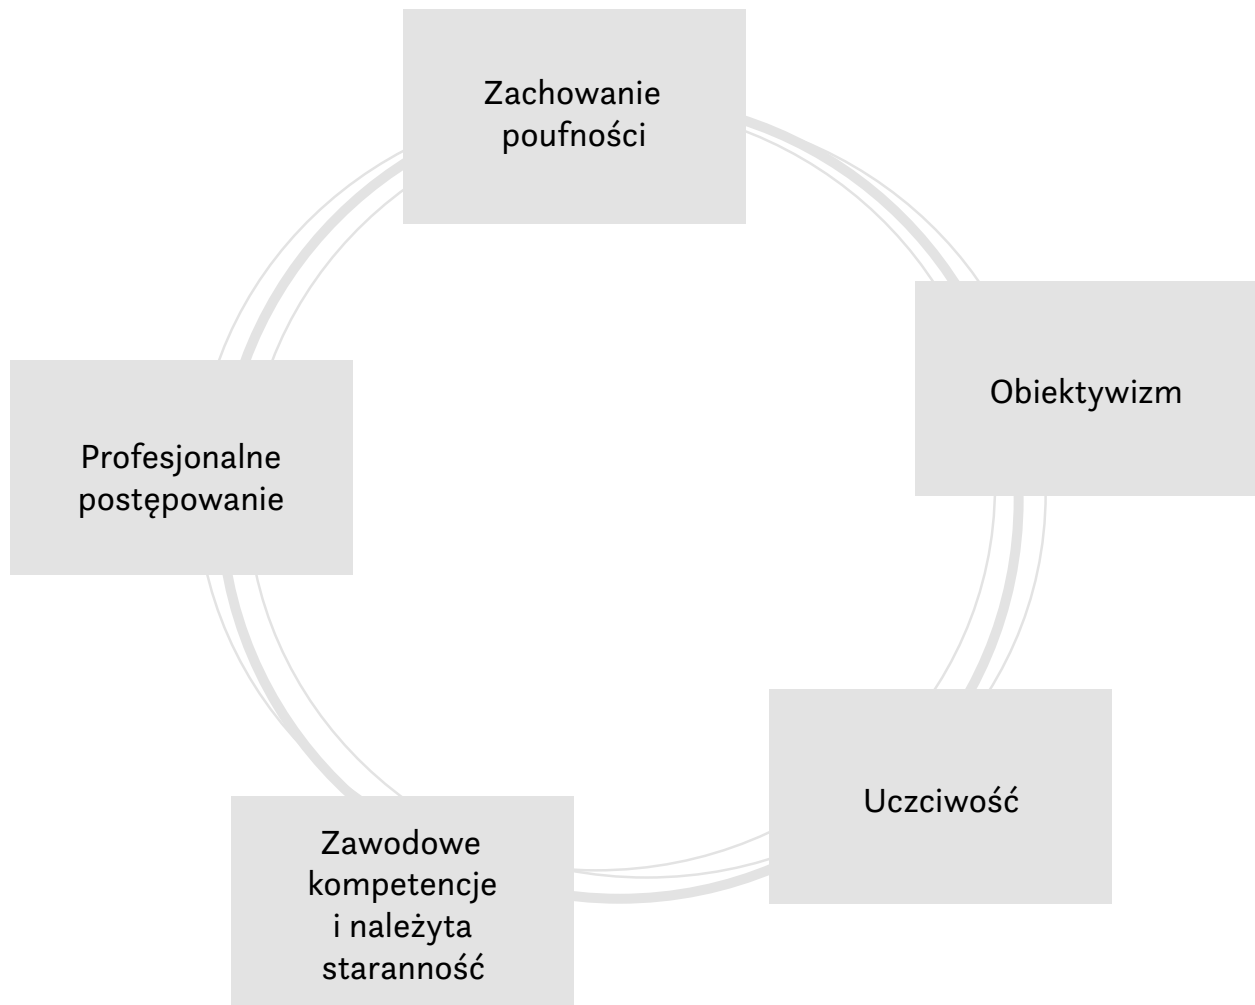 Zachowanie
poufności
Obiektywizm
Profesjonalne
postępowanie
Uczciwość
Zawodowe
kompetencje
i należyta
staranność